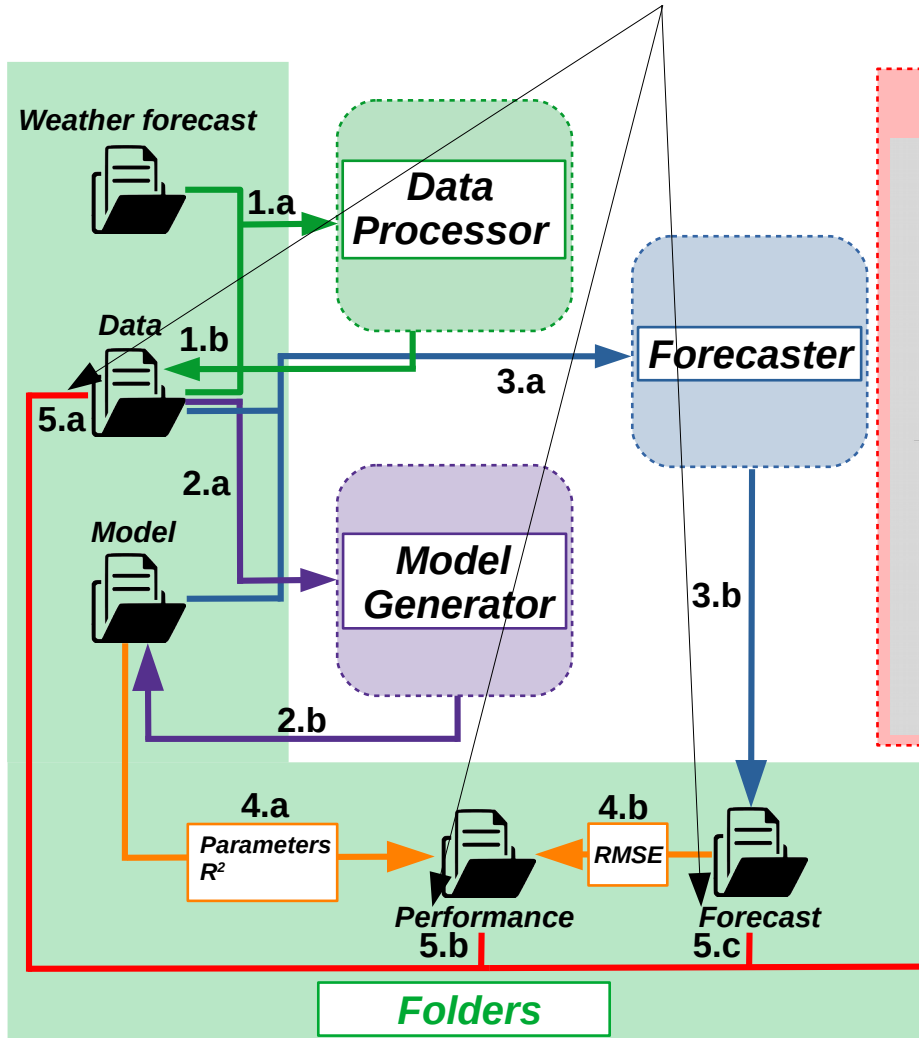 Weather forecast
1.a
Data
Processor
Data
1.b
Forecaster
3.a
5.a
2.a
Model
Model
Generator
3.b
2.b
4.a
4.b
Parameters
R²
RMSE
Performance
Forecast
5.b
5.c
Folders